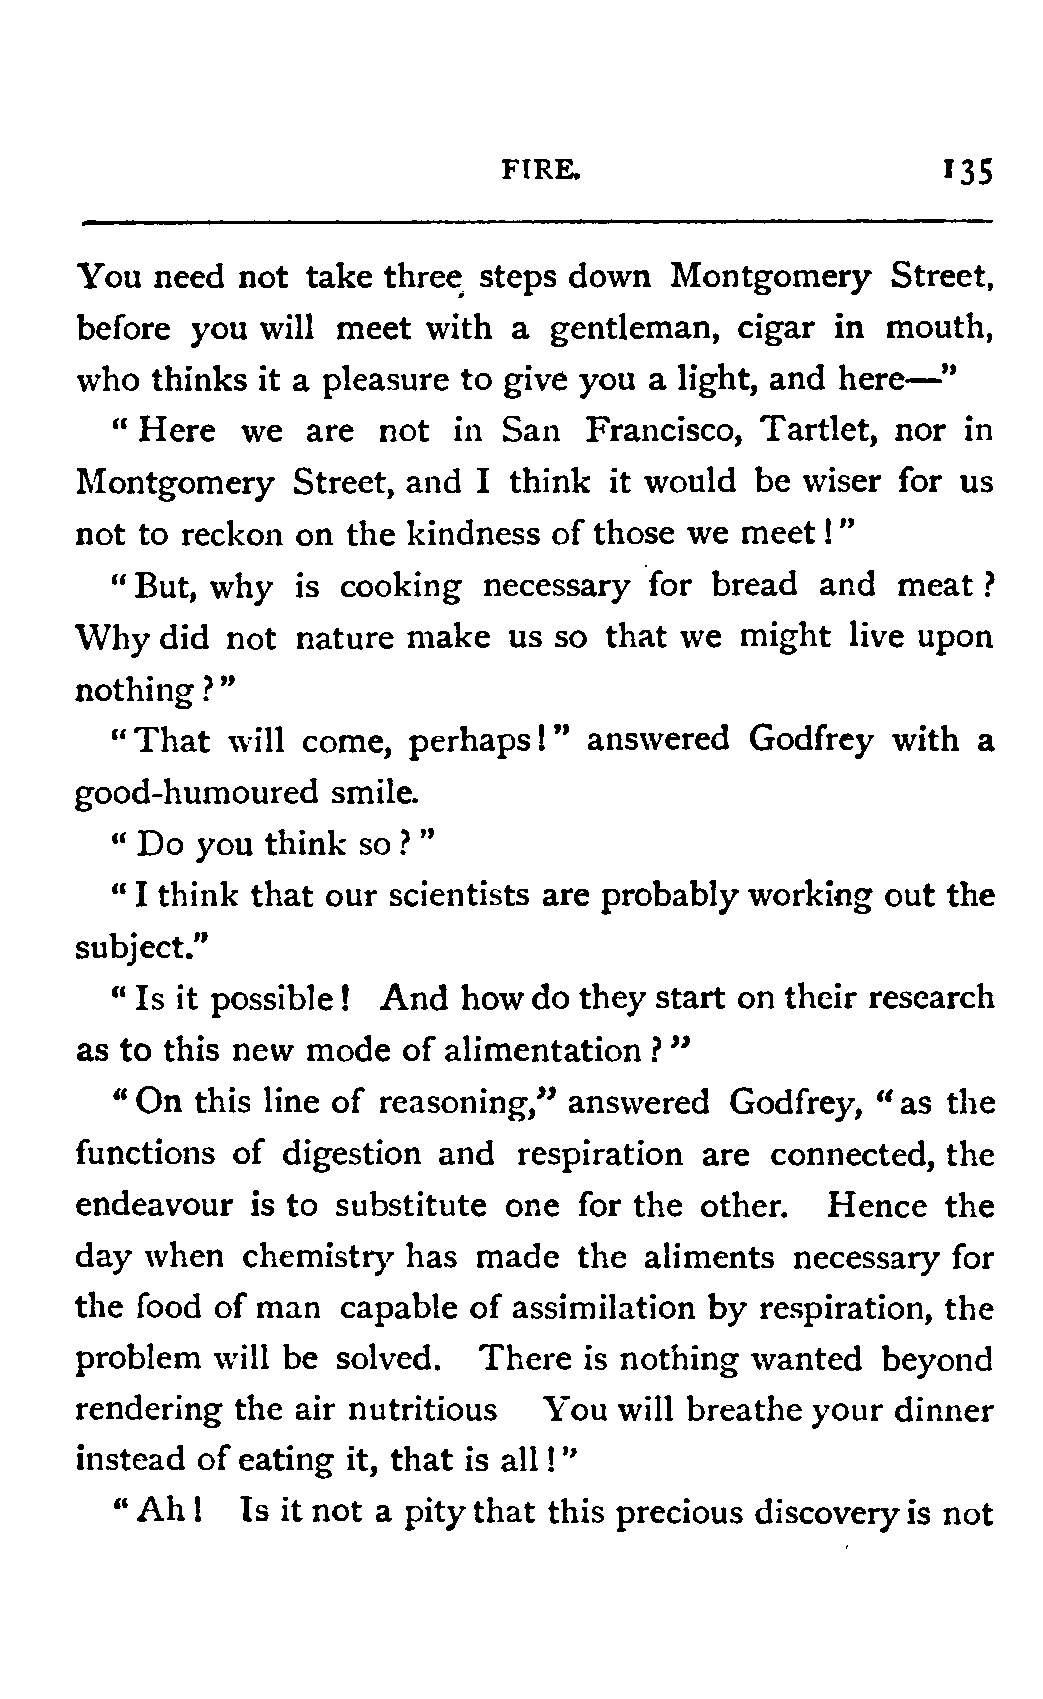 FIRE. 135
You need not take three steps down Montgomery Street,
before you will meet with a gentleman, cigar in mouth,
who thinks it a pleasure to give you a light, and here—”
“ Here we are not in San Francisco, Tartlet, nor in
Montgomery Street, and I think it would be wiser for us
not to reckon on the kindness of those we meet !”
“ But, why is cooking necessary for bread and meat ?
Why did not nature make us so that we might live upon
nothing ?”
“ That will come, perhaps !” answered Godfrey with a
good-humoured smile.
“ Do you think so ? ”
“ I think that our scientists are probably working out the
subject.”
“ Is it possible ! And how do they start on their research
as to this new mode of alimentation ? ”
“ On this line of reasoning,” answered Godfrey, “ as the
functions of digestion and respiration are connected, the
endeavour is to substitute one for the other. Hence the
day when chemistry has made the aliments necessary for
the food of man capable of assimilation by respiration, the
problem will be solved. There is nothing wanted beyond
rendering the air nutritious You will breathe your dinner
instead of eating it, that is all !”
“ Ah ! Is it not a pity that this precious discovery is not